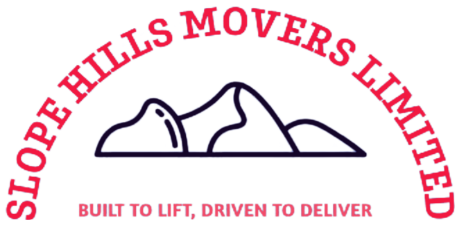 SLOPE HILLS MOVERS LIMITED
BUILT TO LIFT, DRIVEN TO DELIVER